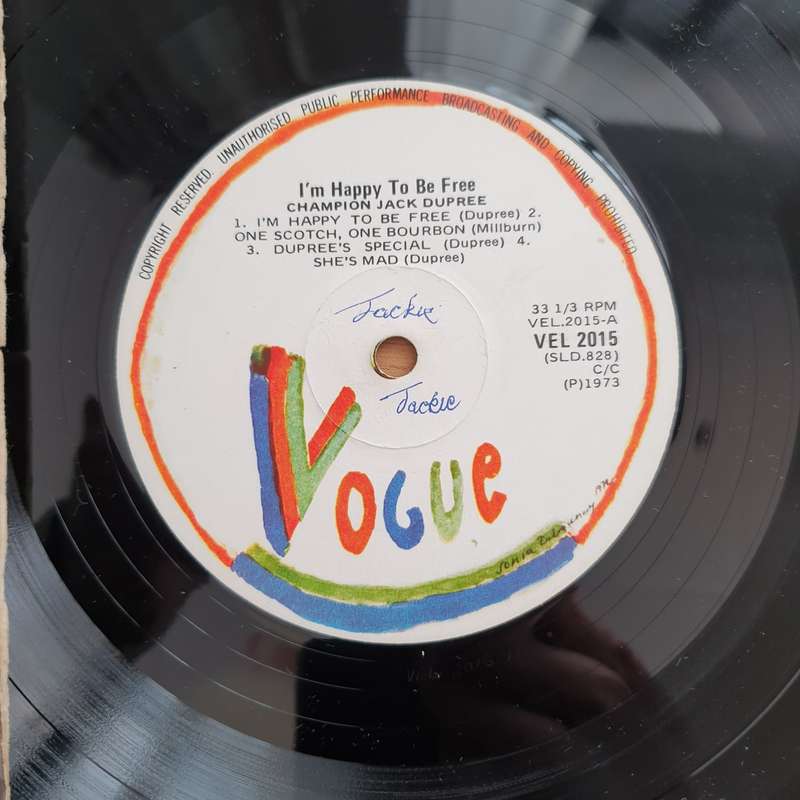 COPYRIGHT RESERVED. UNAUTHORISED PUBLIC PERFORMANCE BROADCASTING AND COPYING PROHIBITED
I'm Happy To Be Free
CHAMPION JACK DUPREE
1. I'M HAPPY TO BE FREE (Dupree) 2.
ONE SCOTCH, ONE BOURBON (Millburn)
3. DUPREE'S SPECIAL (Dupree) 4.
SHE'S MAD (Dupree)
33 1/3 RPM
VEL.2015-A
VEL 2015
(SLD.828)
C/C
(P)1973
Jackie
Jackie
VOGUE
Sonia Delaunay